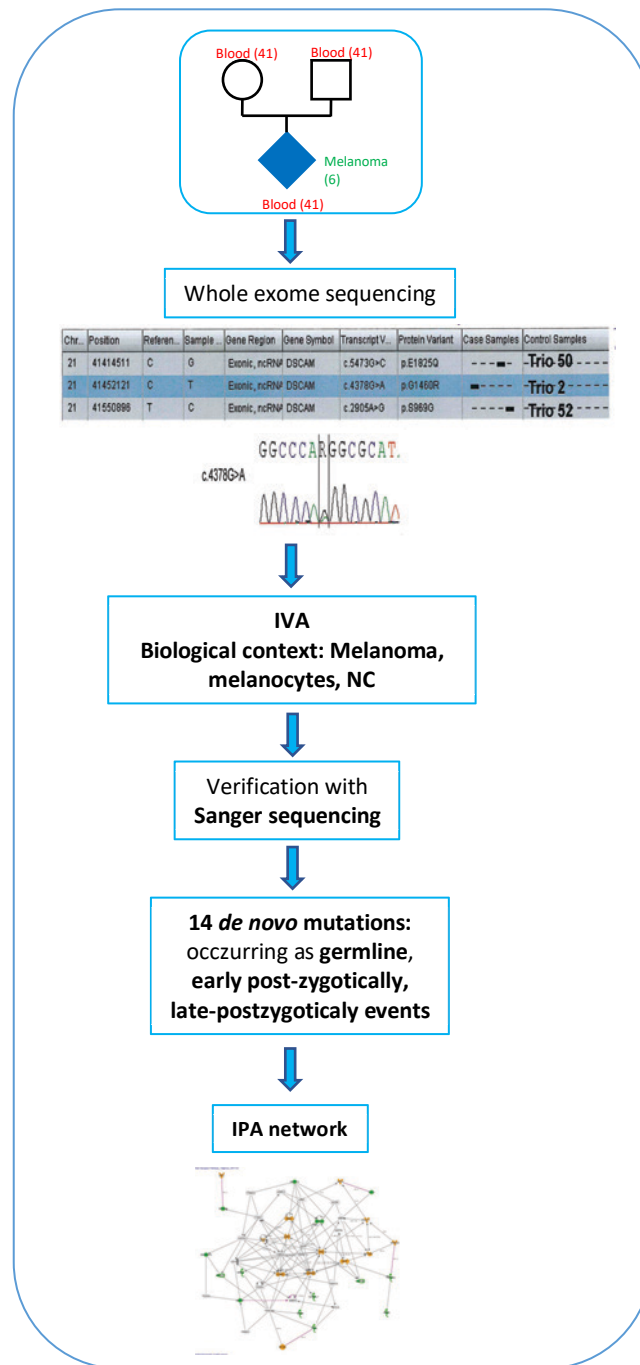 Blood (41) Blood (41)
Melanoma
(6)
Blood (41)
Whole exome sequencing
Chr... Position Referen... Sample ... Gene Region Gene Symbol Transcript V... Protein Variant Case Samples Control Samples
21 41414511 C G Exonic, ncRNA DSCAM c.5473G>C p.E1825Q Trio 50
21 41452121 C T Exonic, ncRNA DSCAM c.4378G>A p.G1460R Trio 2
21 41550896 T C Exonic, ncRNA DSCAM c.2905A>G p.S969G Trio 52
GGCCCARGGCGCAT.
c.4378G>A
IVA
Biological context: Melanoma,
melanocytes, NC
Verification with
Sanger sequencing
14 de novo mutations:
occzurring as germline,
early post-zygotically,
late-postzygoticaly events
IPA network